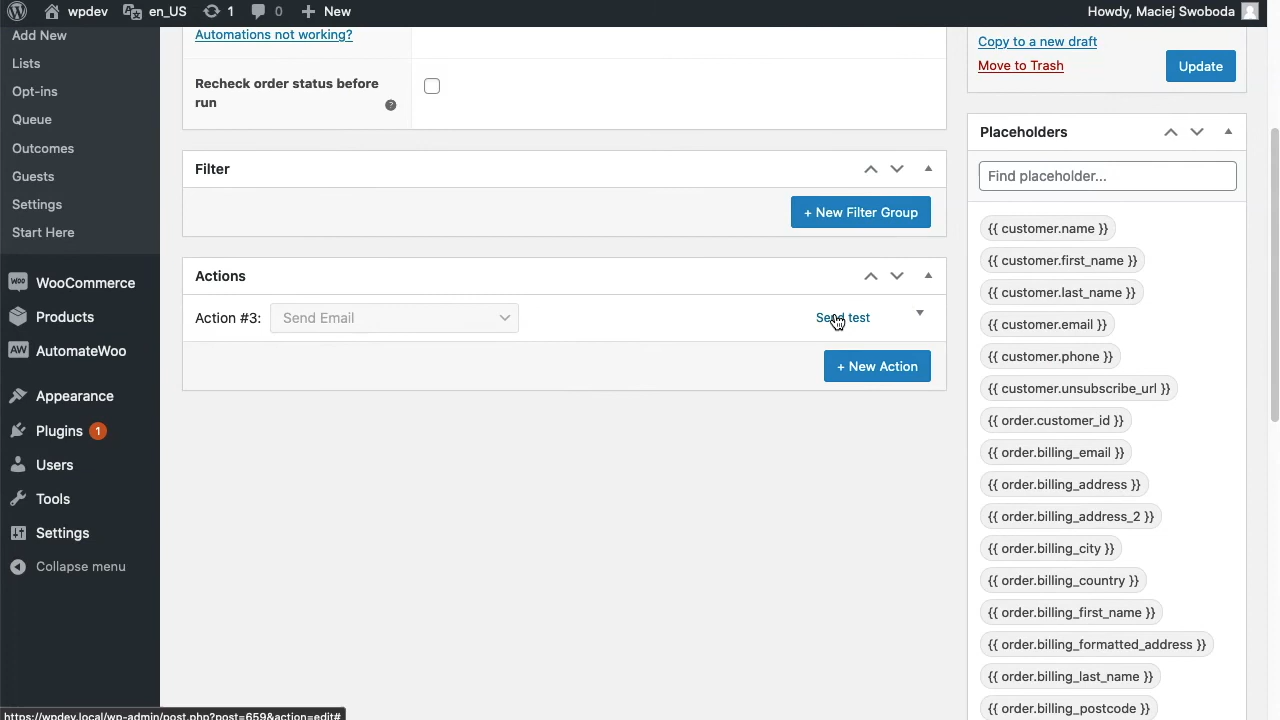 wpdev en_US 1 0 New Howdy, Maciej Swoboda
Add New
Lists
Opt-ins
Queue
Outcomes
Guests
Settings
Start Here
WooCommerce
Products
AutomateWoo
Appearance
Plugins 1
Users
Tools
Settings
Collapse menu
Automations not working?
Recheck order status before
run
Filter
+ New Filter Group
Actions
Action #3: Send Email Send test
+ New Action
Copy to a new draft
Move to Trash
Update
Placeholders
Find placeholder...
{{ customer.name }}
{{ customer.first_name }}
{{ customer.last_name }}
{{ customer.email }}
{{ customer.phone }}
{{ customer.unsubscribe_url }}
{{ order.customer_id }}
{{ order.billing_email }}
{{ order.billing_address }}
{{ order.billing_address_2 }}
{{ order.billing_city }}
{{ order.billing_country }}
{{ order.billing_first_name }}
{{ order.billing_formatted_address }}
{{ order.billing_last_name }}
{{ order.billing_postcode }}
https://wpdev.local/wp-admin/post.php?post=659&action=edit#